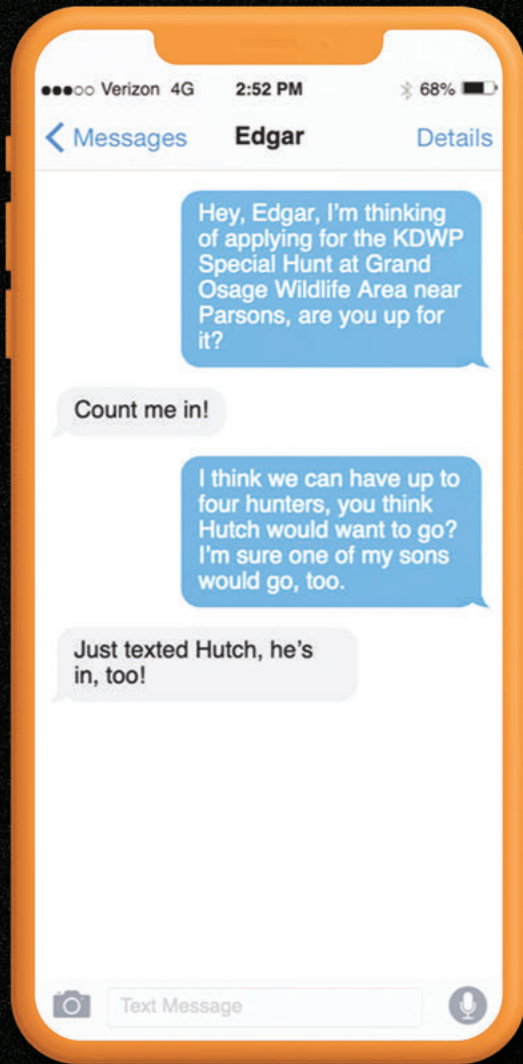 Verizon 4G 2:52 PM 68%
Messages Edgar Details
Hey, Edgar, I'm thinking
of applying for the KDWP
Special Hunt at Grand
Osage Wildlife Area near
Parsons, are you up for
it?
Count me in!
I think we can have up to
four hunters, you think
Hutch would want to go?
I'm sure one of my sons
would go, too.
Just texted Hutch, he's
in, too!
Text Message